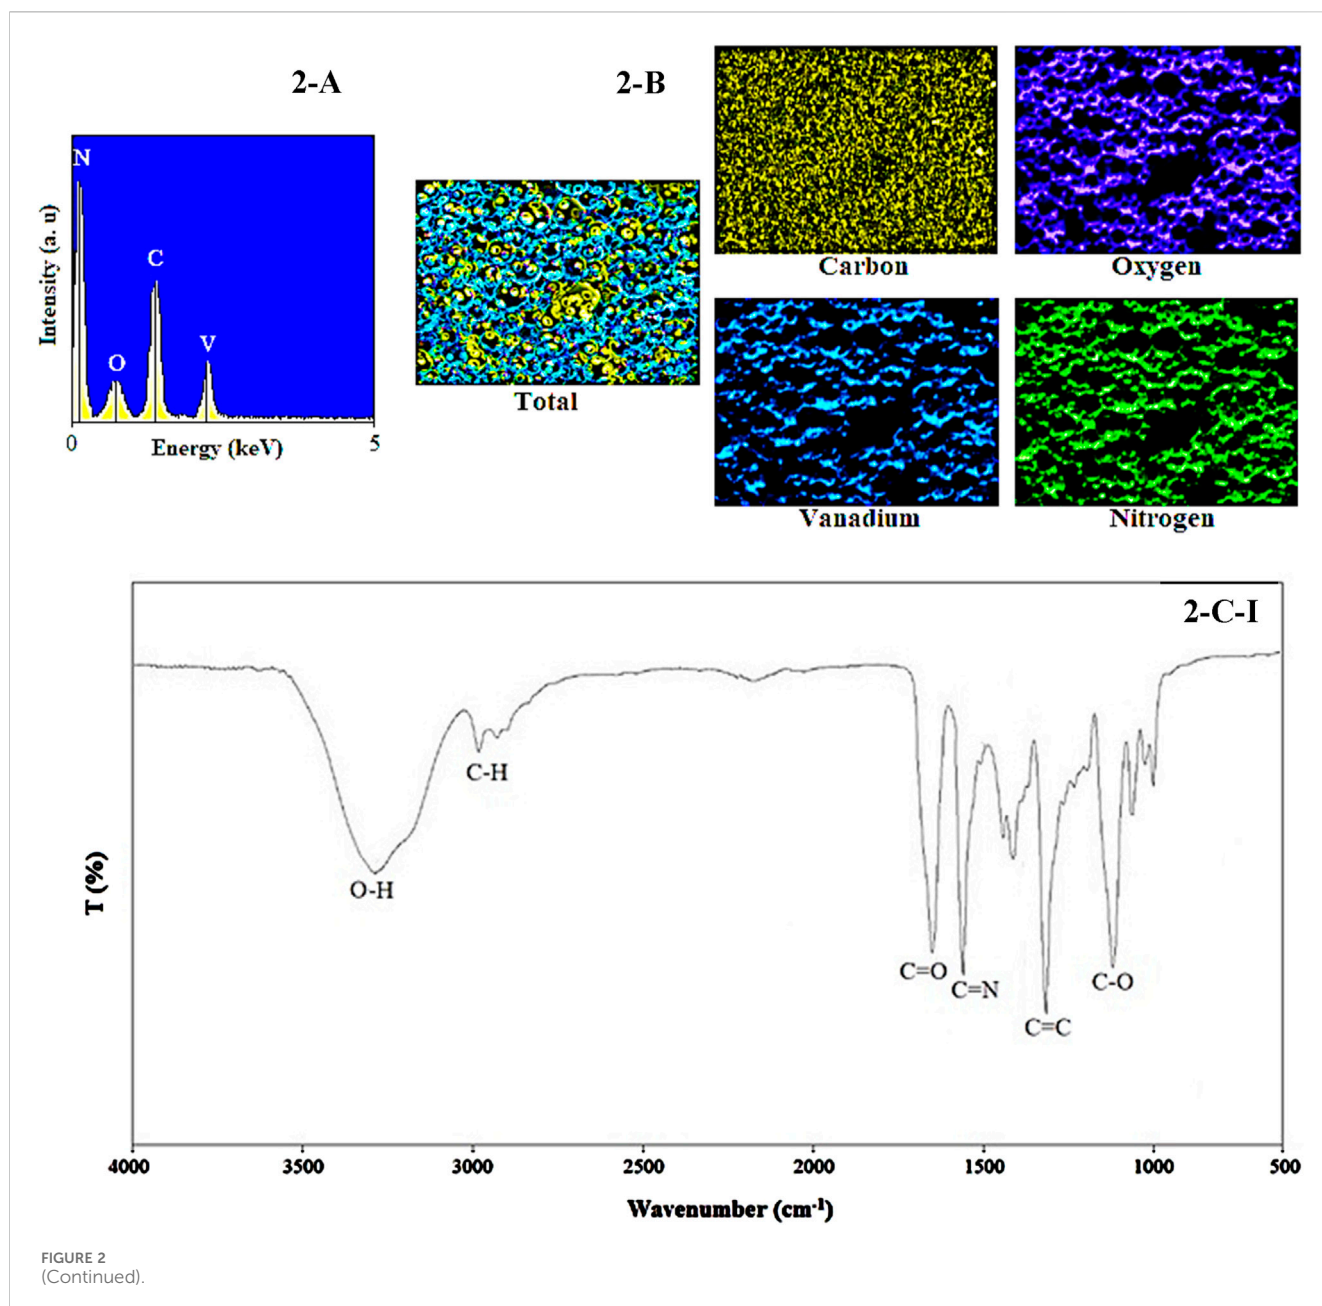 2-A
2-B
N
O
C
V
Intensity (a. u)
0
5
Energy (keV)
Total
Carbon
Oxygen
Vanadium
Nitrogen
2-C-I
C-H
O-H
C=O
C=N
C=C
C-O
T (%)
4000 3500 3000 2500 2000 1500 1000 500
Wavenumber (cm⁻¹)
FIGURE 2
(Continued).